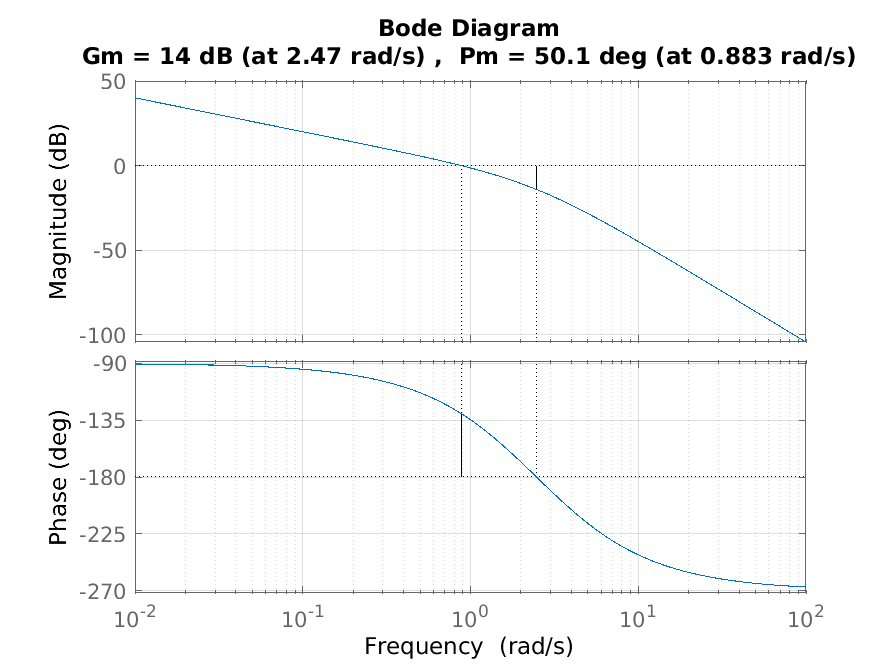 Bode Diagram
Gm = 14 dB (at 2.47 rad/s) ,  Pm = 50.1 deg (at 0.883 rad/s)
50
0
-50
-100
Magnitude (dB)
-90
-135
-180
-225
-270
Phase (deg)
10^-2 10^-1 10^0 10^1 10^2
Frequency  (rad/s)